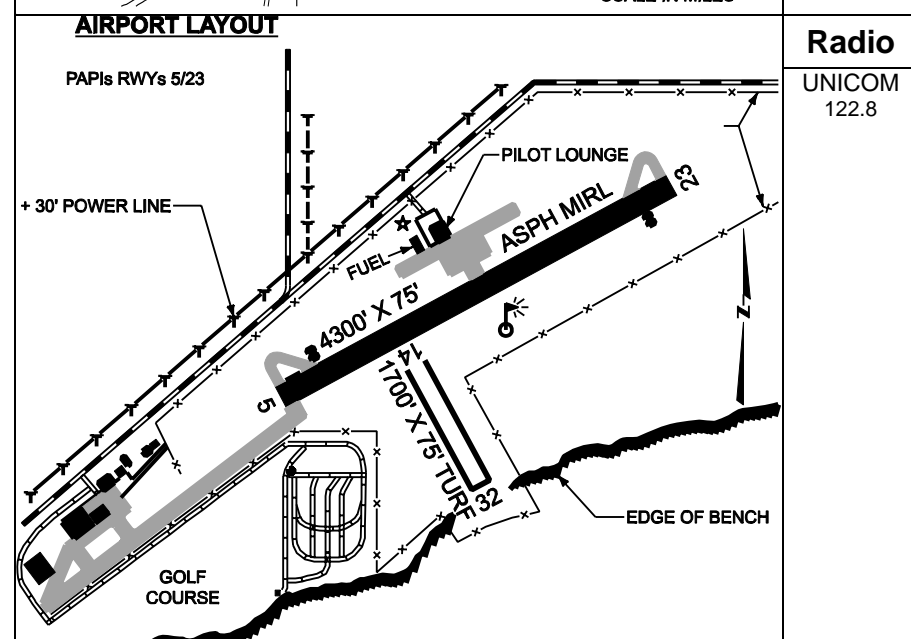 SCALE IN MILES
AIRPORT LAYOUT
Radio
UNICOM
122.8
PAPIs RWYs 5/23
PILOT LOUNGE
+ 30' POWER LINE
23
ASPH MIRL
FUEL
4300' X 75'
N
14
5
1700' X 75' TURF
32
EDGE OF BENCH
GOLF
COURSE